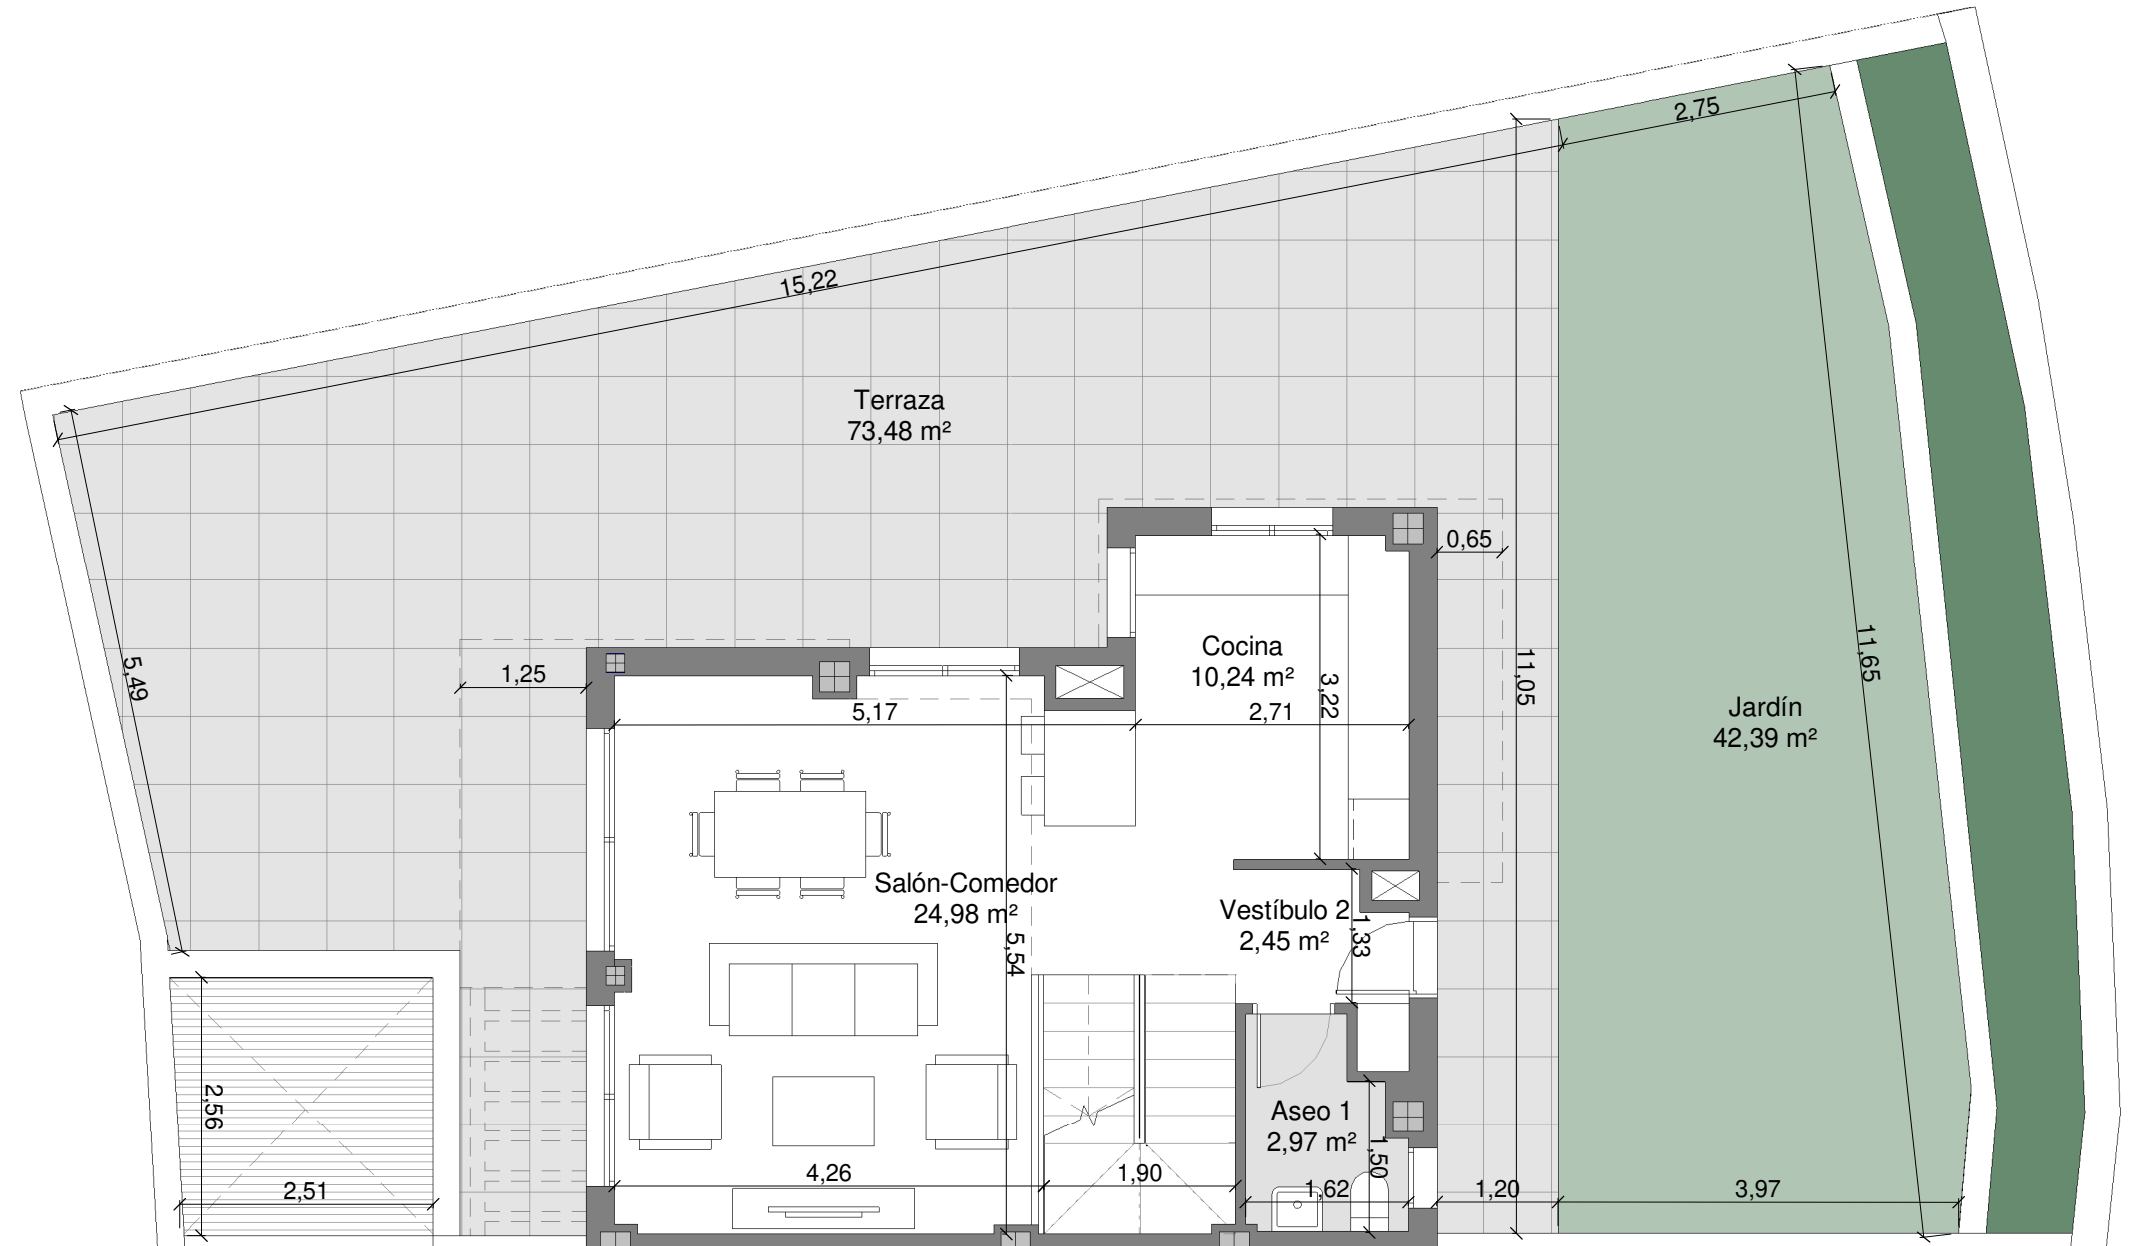 2,75
15,22
Terraza
73,48 m²
0,65
5,49
1,25
Cocina
10,24 m²
3,22
11,05
11,65
5,17
2,71
Jardín
42,39 m²
Salón-Comedor
24,98 m²
5,54
Vestíbulo 2
2,45 m²
1,33
2,56
Aseo 1
2,97 m²
1,50
2,51
4,26
1,90
1,62
1,20
3,97